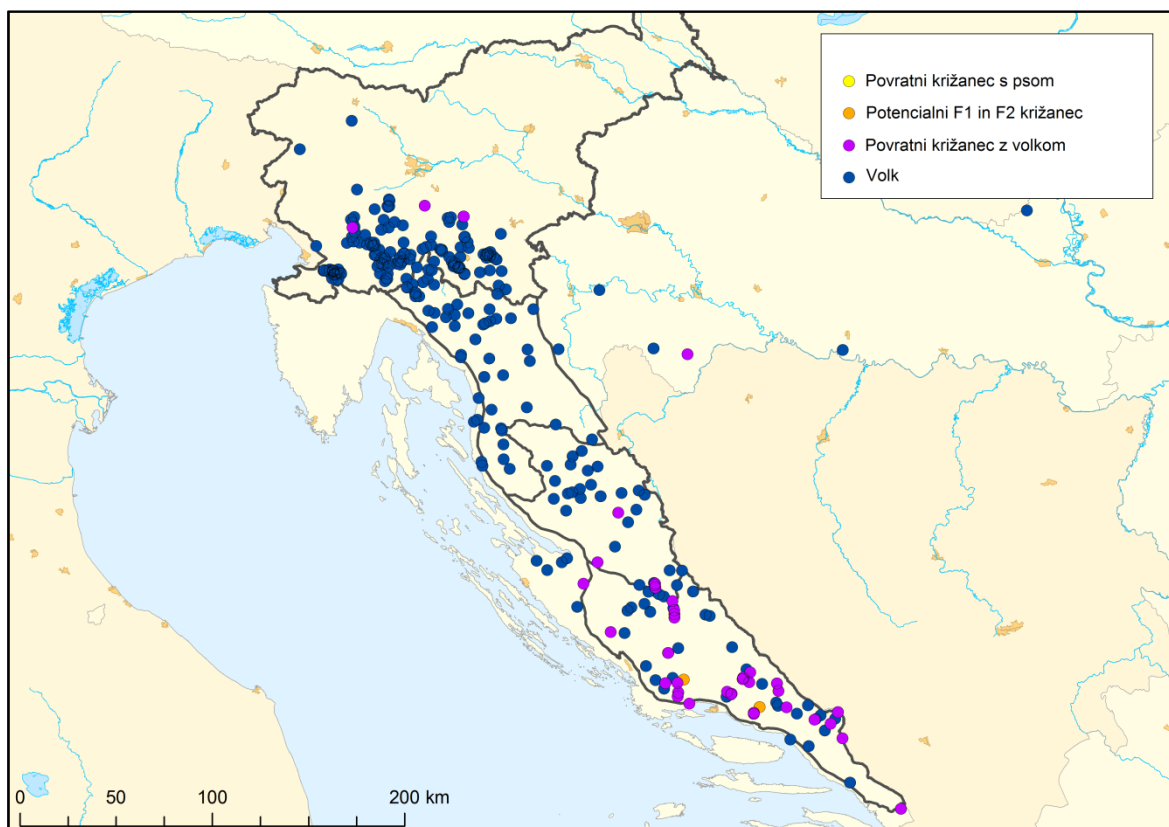 Povratni križanec s psom
Potencialni F1 in F2 križanec
Povratni križanec z volkom
Volk
0 50 100 200 km